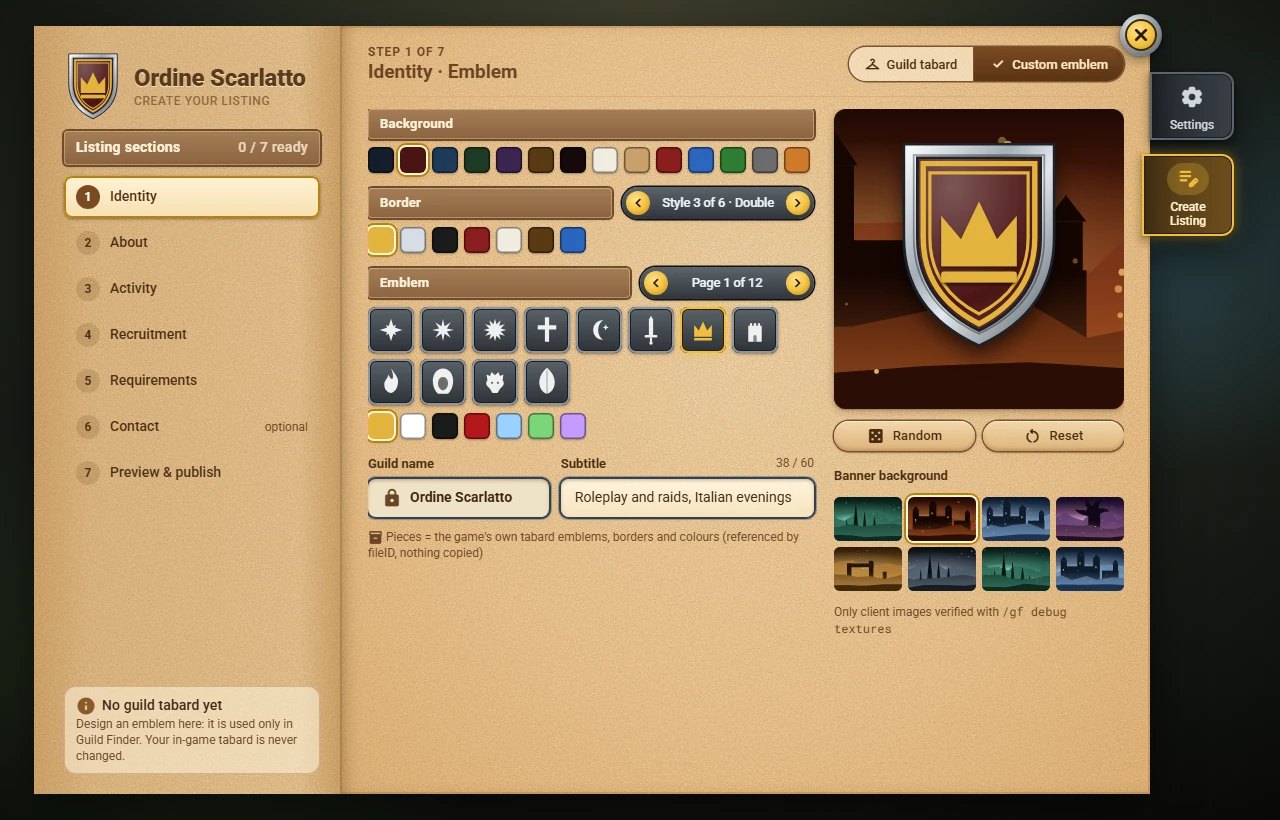 Ordine Scarlatto
CREATE YOUR LISTING
Listing sections
0 / 7 ready
1 Identity
2 About
3 Activity
4 Recruitment
5 Requirements
6 Contact
optional
7 Preview & publish
No guild tabard yet
Design an emblem here: it is used only in
Guild Finder. Your in-game tabard is never
changed.
STEP 1 OF 7
Identity · Emblem
Guild tabard
Custom emblem
Background
Border
Style 3 of 6 · Double
Emblem
Page 1 of 12
Guild name
Subtitle
38 / 60
Ordine Scarlatto
Roleplay and raids, Italian evenings
Pieces = the game's own tabard emblems, borders and colours (referenced by
fileID, nothing copied)
Random
Reset
Banner background
Only client images verified with /gf debug
textures
Settings
Create
Listing